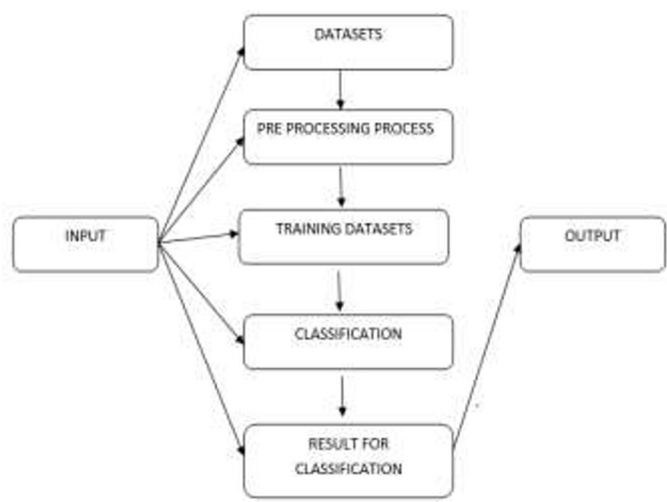 DATASETS
PRE PROCESSING PROCESS
INPUT
TRAINING DATASETS
OUTPUT
CLASSIFICATION
RESULT FOR
CLASSIFICATION